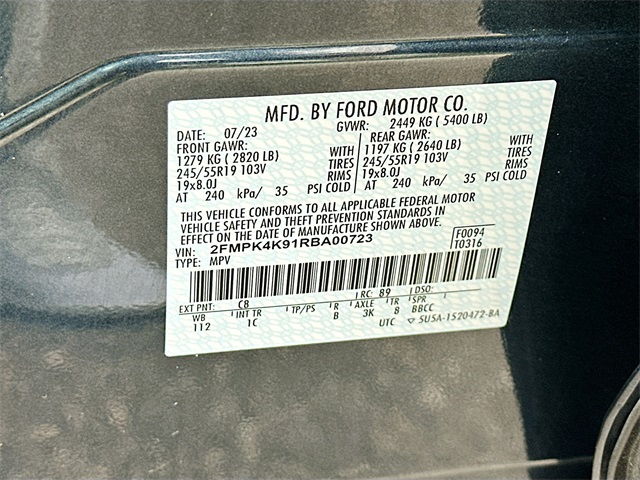 MFD. BY FORD MOTOR CO.
DATE: 07/23 GVWR: 2449 KG ( 5400 LB)
FRONT GAWR: REAR GAWR:
1279 KG ( 2820 LB) WITH 1197 KG ( 2640 LB) WITH
245/55R19 103V TIRES 245/55R19 103V TIRES
19x8.0J RIMS 19x8.0J RIMS
AT 240 kPa/ 35 PSI COLD AT 240 kPa/ 35 PSI COLD
THIS VEHICLE CONFORMS TO ALL APPLICABLE FEDERAL MOTOR
VEHICLE SAFETY AND THEFT PREVENTION STANDARDS IN
EFFECT ON THE DATE OF MANUFACTURE SHOWN ABOVE.
F0094
VIN: 2FMPK4K91RBA00723
T0316
TYPE: MPV
EXT PNT: C8 RC: 89 DSO:
WB INT TR TP/PS R AXLE TR SPR
112 1C B 3K B BBCC
UTC ▽ 5U5A-1520472-BA